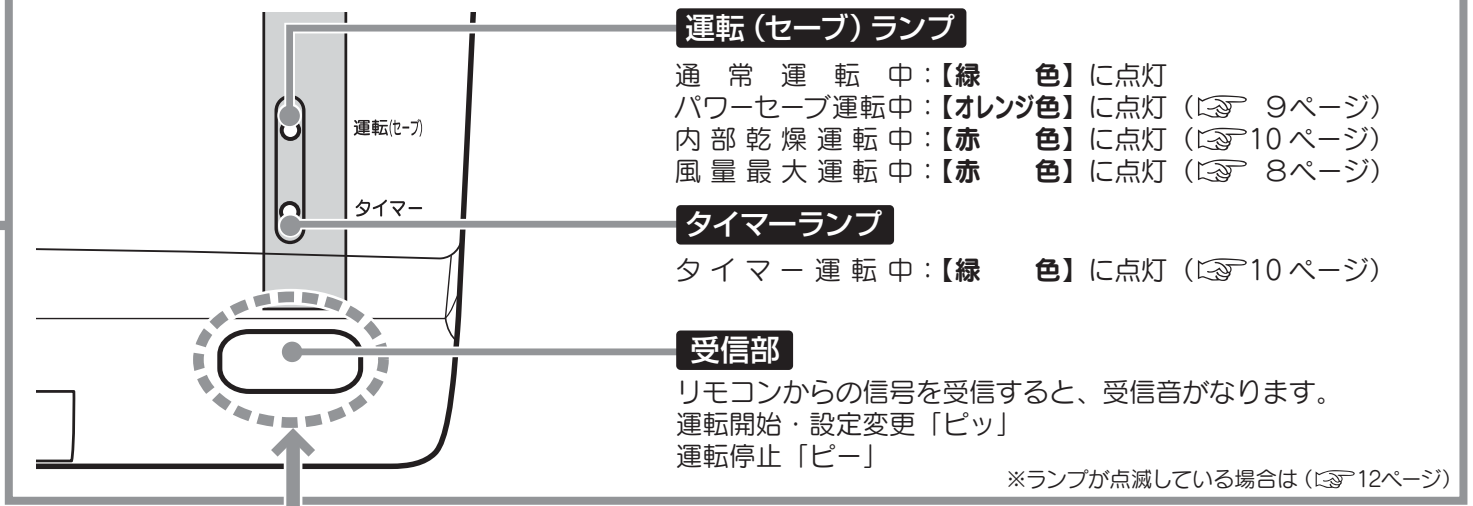 運転（セーブ）ランプ
通常運転中：【緑　色】に点灯
パワーセーブ運転中：【オレンジ色】に点灯（☞ 9ページ）
内部乾燥運転中：【赤　色】に点灯（☞10ページ）
風量最大運転中：【赤　色】に点灯（☞ 8ページ）
運転(セーブ)
タイマー
タイマーランプ
タイマー運転中：【緑　色】に点灯（☞10ページ）
受信部
リモコンからの信号を受信すると、受信音がなります。
運転開始・設定変更「ピッ」
運転停止「ピー」
※ランプが点滅している場合は（☞12ページ）